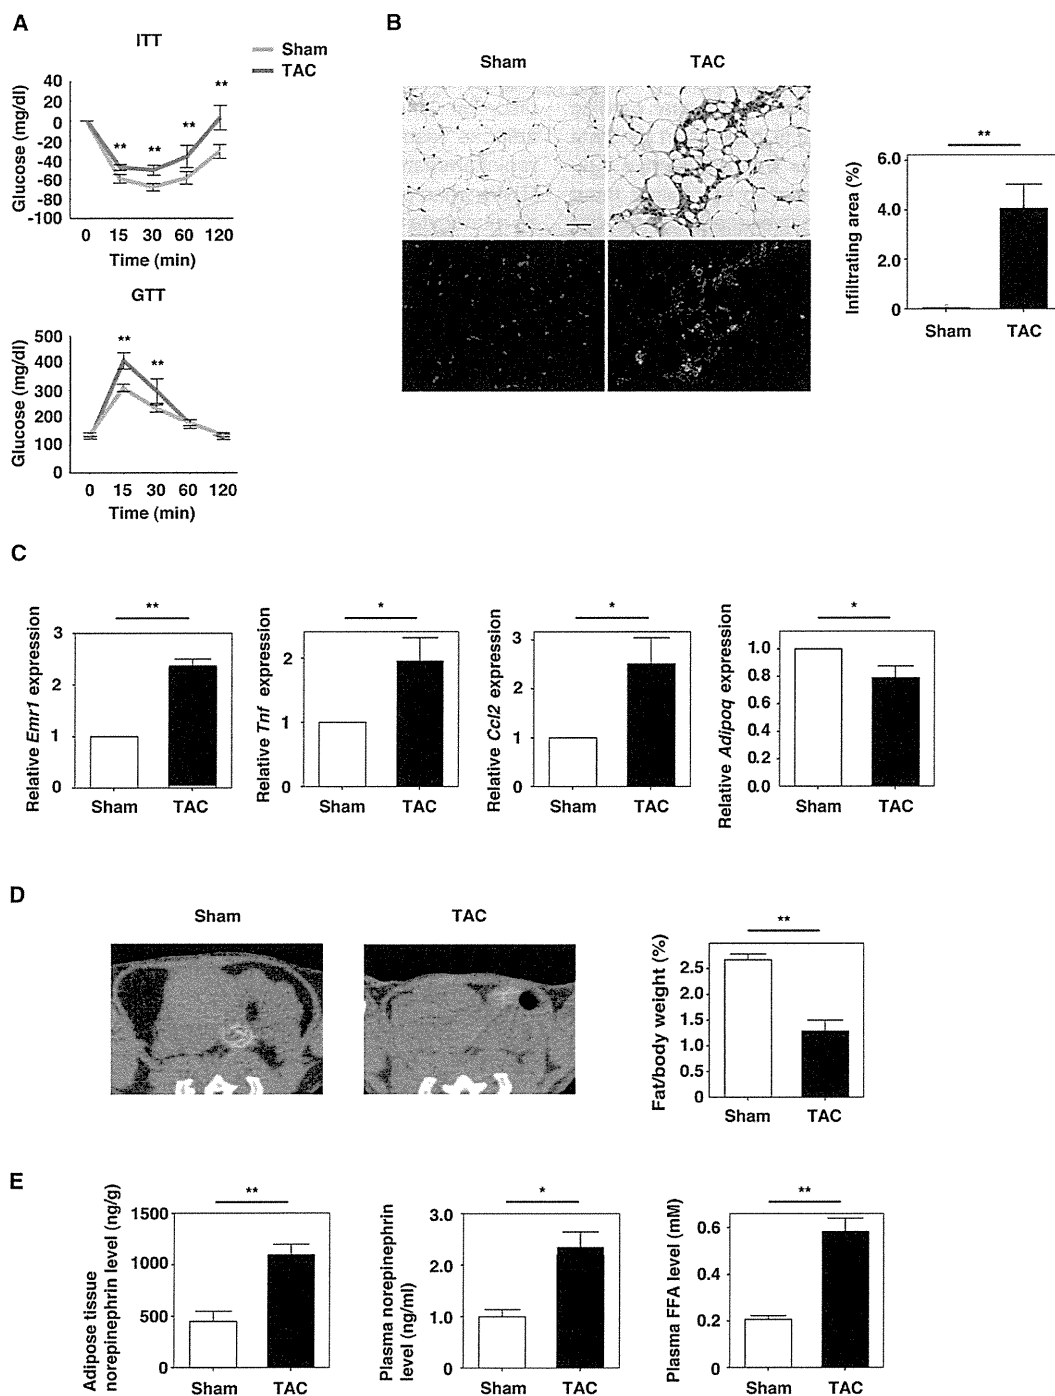 A
ITT
Sham
TAC
Glucose (mg/dl)
40
20
0
-20
-40
-60
-80
-100
**
**
**
**
0 15 30 60 120
Time (min)
GTT
Glucose (mg/dl)
500
400
300
200
100
0
**
**
0 15 30 60 120
Time (min)
B
Sham TAC
Infiltrating area (%)
**
6.0
4.0
2.0
0
Sham TAC
C
Relative Emr1 expression
**
3
2
1
0
Sham TAC
Relative Tnf expression
*
2
1
0
Sham TAC
Relative Ccl2 expression
*
3
2
1
0
Sham TAC
Relative Adipoq expression
*
1.0
0.8
0.6
0.4
0.2
0.0
Sham TAC
D
Sham TAC
Fat/body weight (%)
**
2.5
1.5
1.0
0.5
0
Sham TAC
E
Adipose tissue
norepinephrin level (ng/g)
**
1500
1000
500
0
Sham TAC
Plasma norepinephrin
level (ng/ml)
*
3.0
2.0
1.0
0
Sham TAC
Plasma FFA level (mM)
**
0.6
0.4
0.2
0
Sham TAC